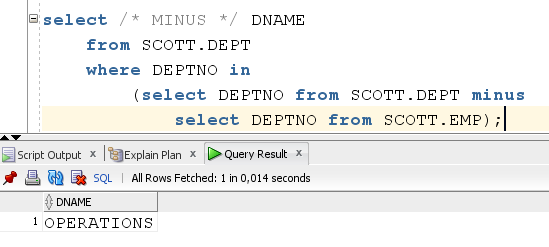 select /* MINUS */ DNAME
from SCOTT.DEPT
where DEPTNO in
(select DEPTNO from SCOTT.DEPT minus
select DEPTNO from SCOTT.EMP);
Script Output x Explain Plan x Query Result x
SQL | All Rows Fetched: 1 in 0,014 seconds
DNAME
1 OPERATIONS